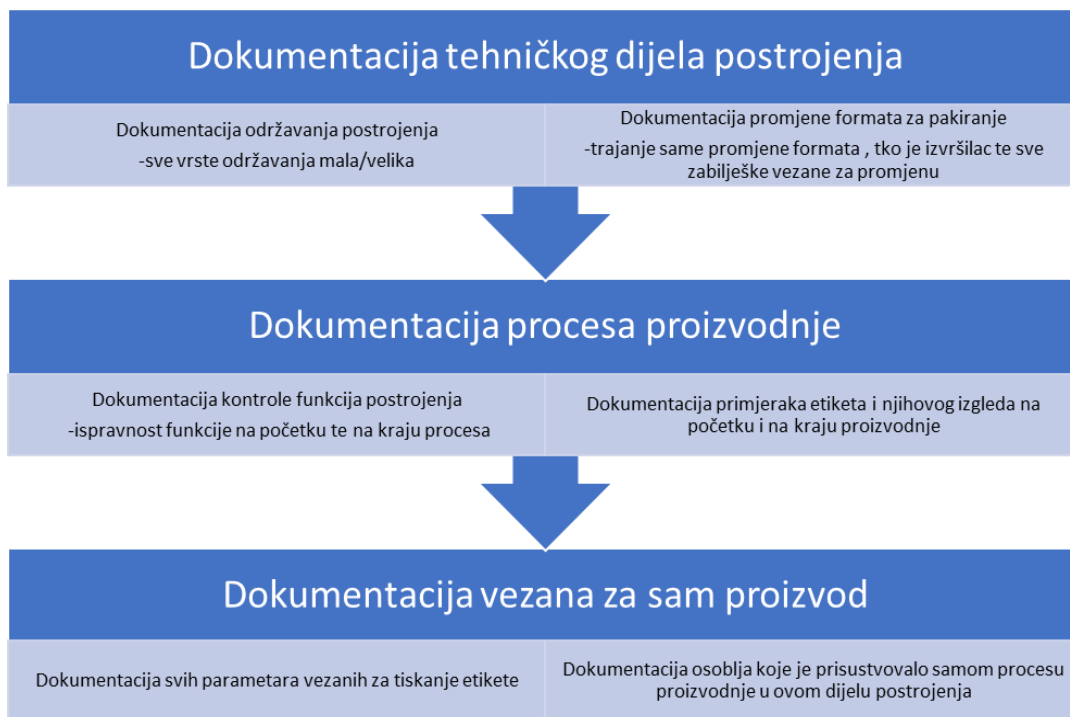 Dokumentacija tehničkog dijela postrojenja
Dokumentacija održavanja postrojenja
-sve vrste održavanja mala/velika
Dokumentacija promjene formata za pakiranje
-trajanje same promjene formata , tko je izvršilac te sve
zabilješke vezane za promjenu
Dokumentacija procesa proizvodnje
Dokumentacija kontrole funkcija postrojenja
-ispravnost funkcije na početku te na kraju procesa
Dokumentacija primjeraka etiketa i njihovog izgleda na
početku i na kraju proizvodnje
Dokumentacija vezana za sam proizvod
Dokumentacija svih parametara vezanih za tiskanje etikete
Dokumentacija osoblja koje je prisustvovalo samom procesu
proizvodnje u ovom dijelu postrojenja